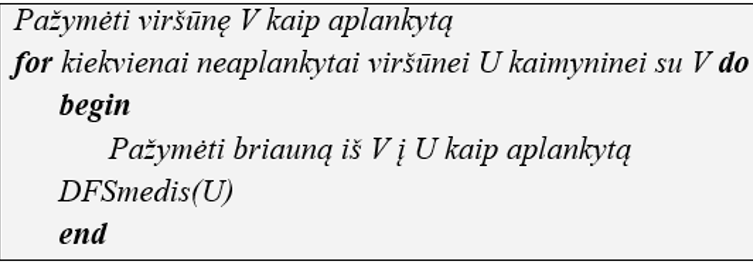 Pažymėti viršūnę V kaip aplankytą
for kiekvienai neaplankytai viršūnei U kaimyninei su V do
begin
Pažymėti briauną iš V į U kaip aplankytą
DFSmedis(U)
end